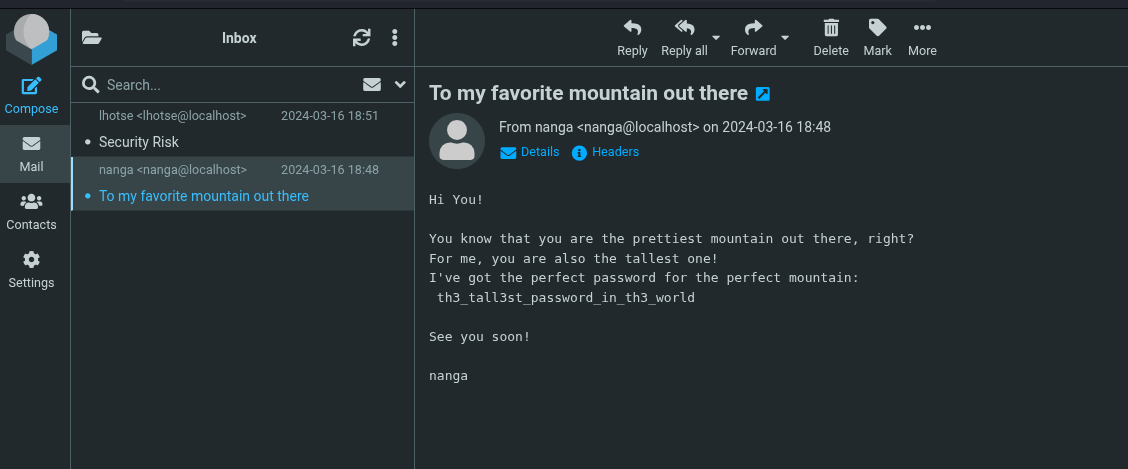 Compose
Mail
Contacts
Settings
Inbox
Search...
lhotse <lhotse@localhost> 2024-03-16 18:51
• Security Risk
nanga <nanga@localhost> 2024-03-16 18:48
• To my favorite mountain out there
Reply Reply all Forward Delete Mark More
To my favorite mountain out there
From nanga <nanga@localhost> on 2024-03-16 18:48
Details Headers
Hi You!
You know that you are the prettiest mountain out there, right?
For me, you are also the tallest one!
I've got the perfect password for the perfect mountain:
th3_tall3st_password_in_th3_world
See you soon!
nanga